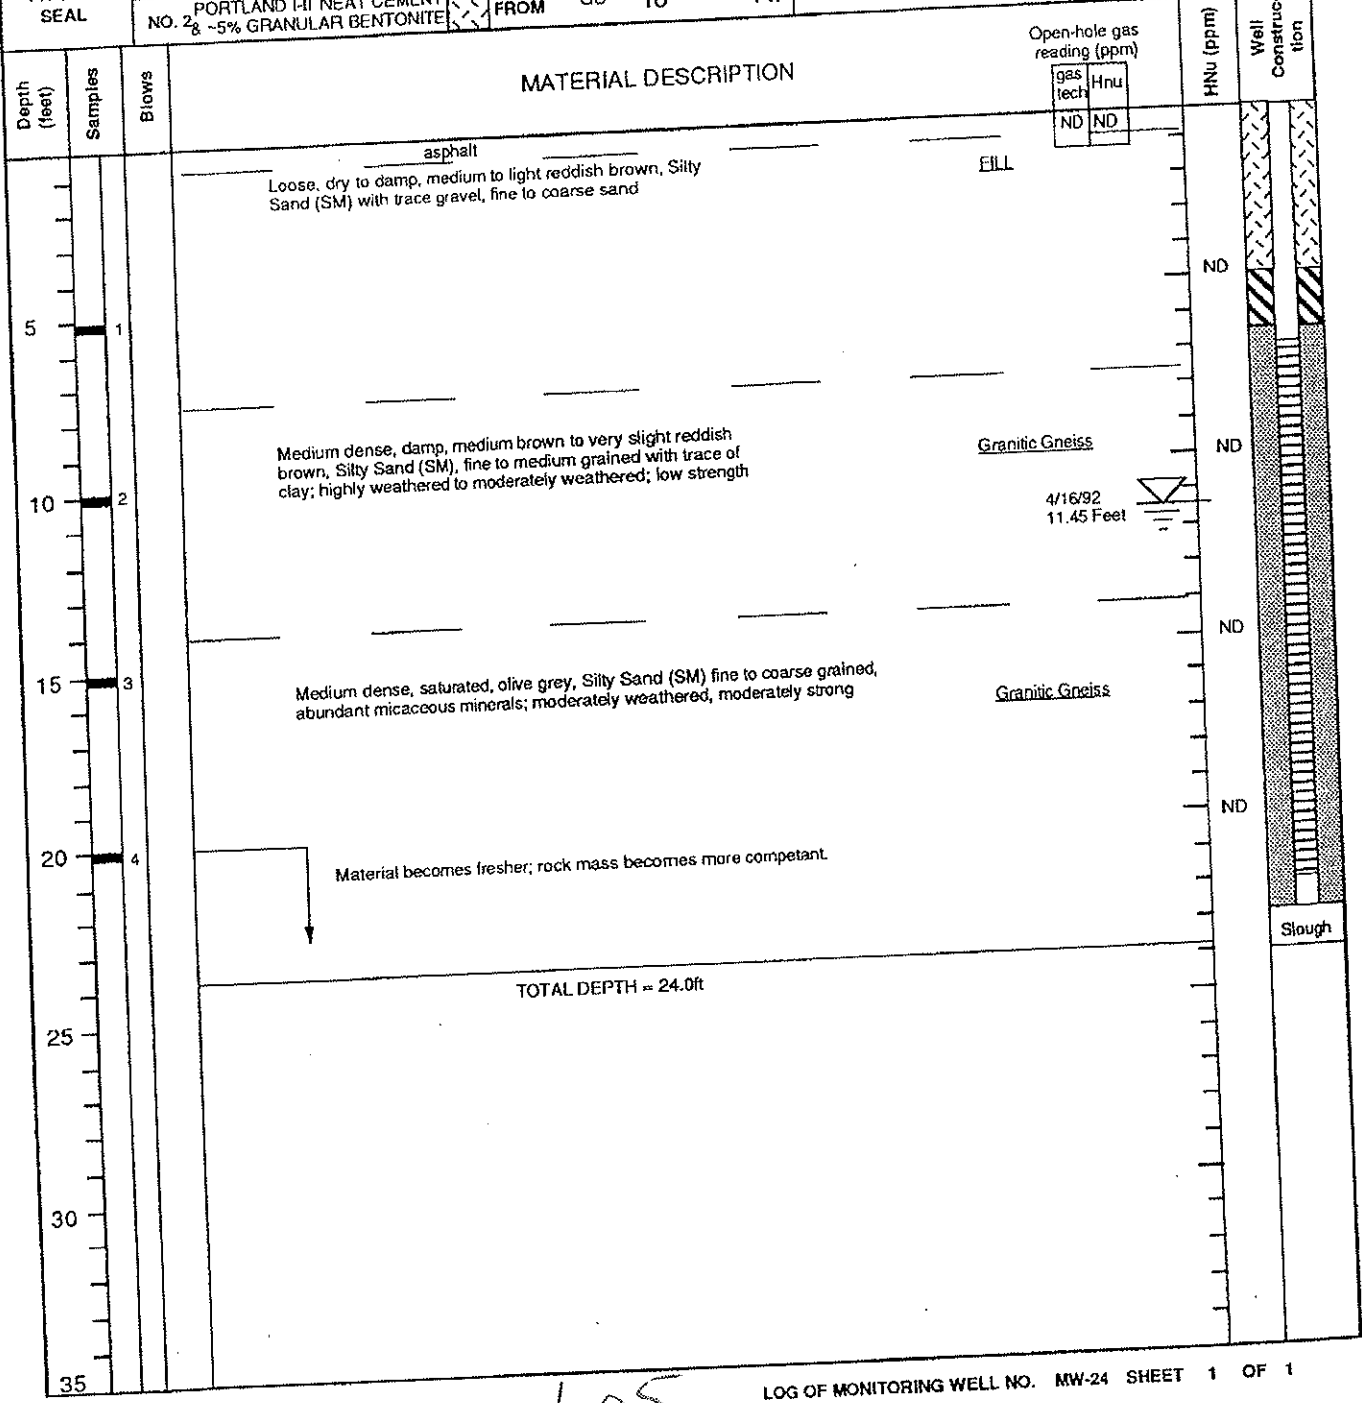 SEAL
NO. 2
PORTLAND I-II NEAT CEMENT
& ~5% GRANULAR BENTONITE
FROM
TO
Depth (feet)
Samples
Blows
MATERIAL DESCRIPTION
Open-hole gas
reading (ppm)
gas tech
Hnu
ND ND
HNu (ppm)
Well
Construc-
tion
asphalt
Loose, dry to damp, medium to light reddish brown, Silty
Sand (SM) with trace gravel, fine to coarse sand
FILL
ND
5
1
Medium dense, damp, medium brown to very slight reddish
brown, Silty Sand (SM), fine to medium grained with trace of
clay; highly weathered to moderately weathered; low strength
Granitic Gneiss
ND
10
2
4/16/92
11.45 Feet
ND
15
3
Medium dense, saturated, olive grey, Silty Sand (SM) fine to coarse grained,
abundant micaceous minerals; moderately weathered, moderately strong
Granitic Gneiss
ND
20
4
Material becomes fresher; rock mass becomes more competant.
Slough
TOTAL DEPTH = 24.0ft
25
30
35
LOG OF MONITORING WELL NO. MW-24 SHEET 1 OF 1